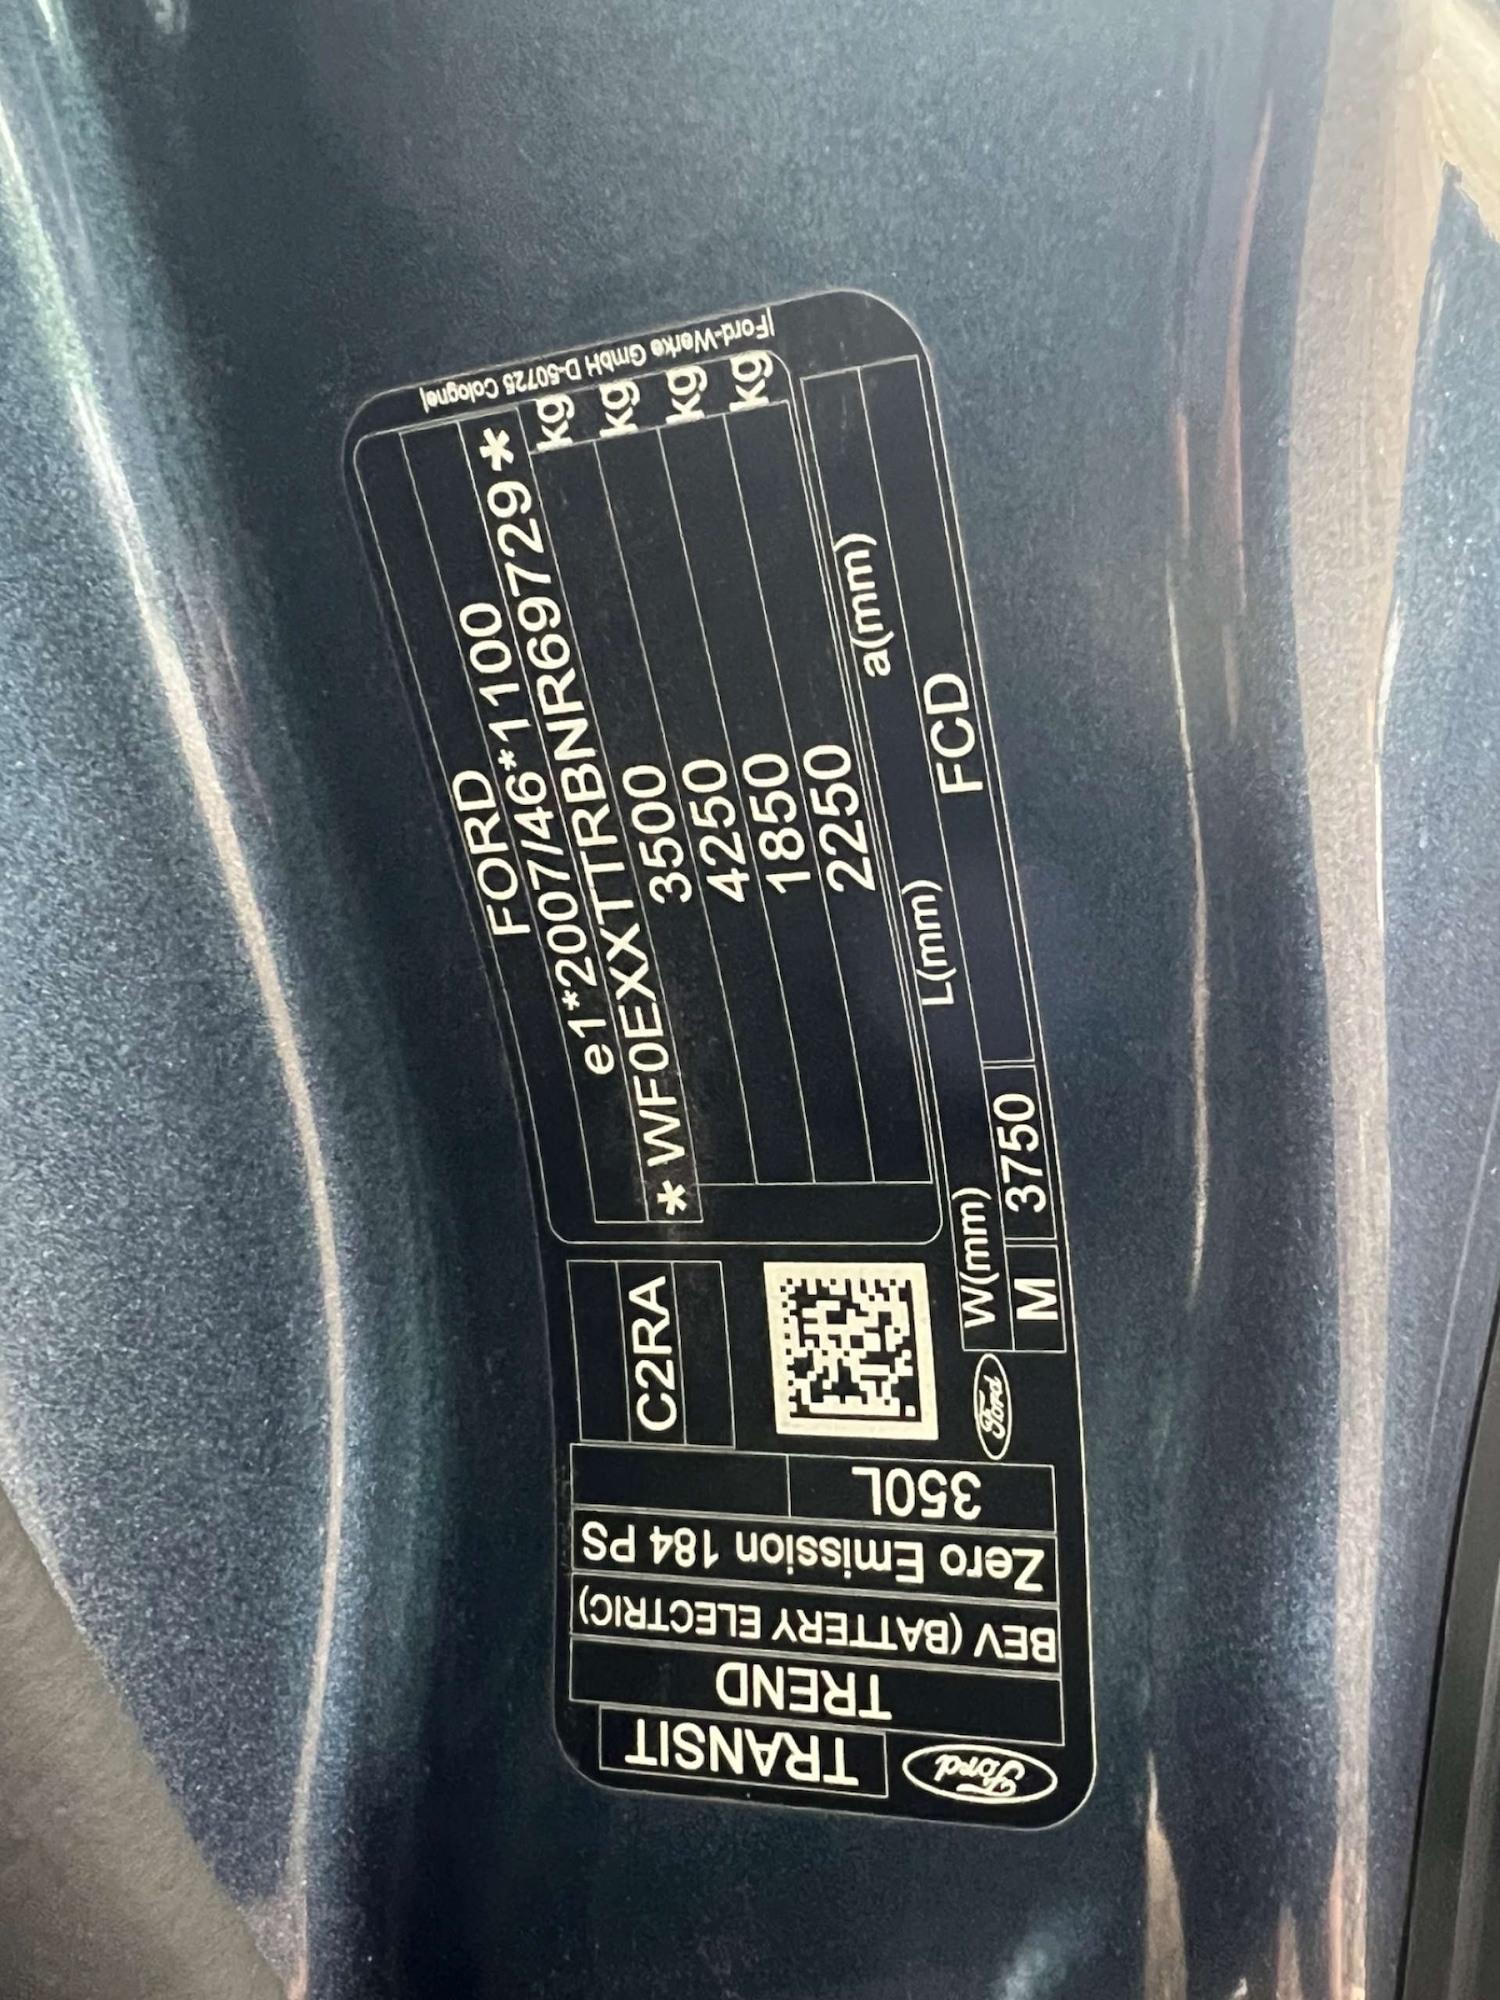 Ford
TRANSIT
TREND
BEV (BATTERY ELECTRIC)
Zero Emission 184 PS
350L
C2RA
FORD
e1*2007/46*1100
* WF0EXXTTRBNR69729 *
3500 kg
4250 kg
1850 kg
2250 kg
Ford
W(mm) L(mm) a(mm)
M 3750 FCD
Ford-Werke GmbH D-50725 Cologne